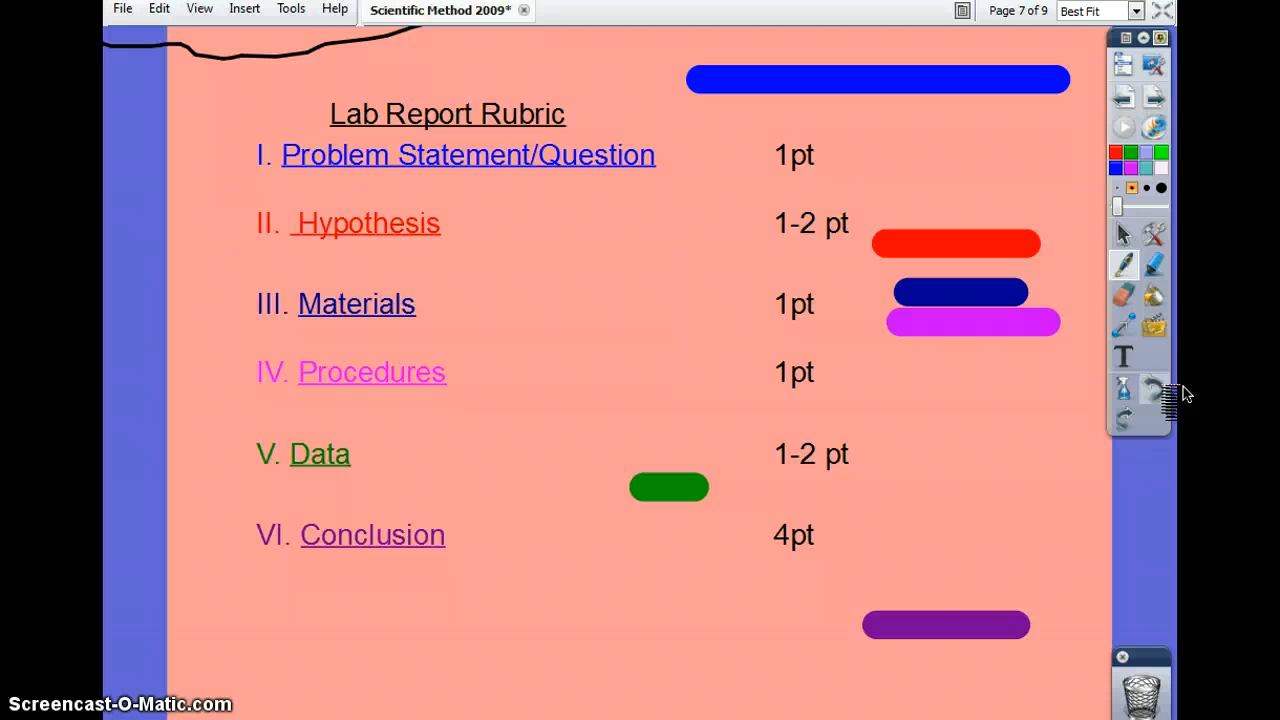 File Edit View Insert Tools Help
Scientific Method 2009*
Page 7 of 9
Best Fit
Lab Report Rubric
I. Problem Statement/Question 1pt
II. Hypothesis 1-2 pt
III. Materials 1pt
IV. Procedures 1pt
V. Data 1-2 pt
VI. Conclusion 4pt
T
Screencast-O-Matic.com